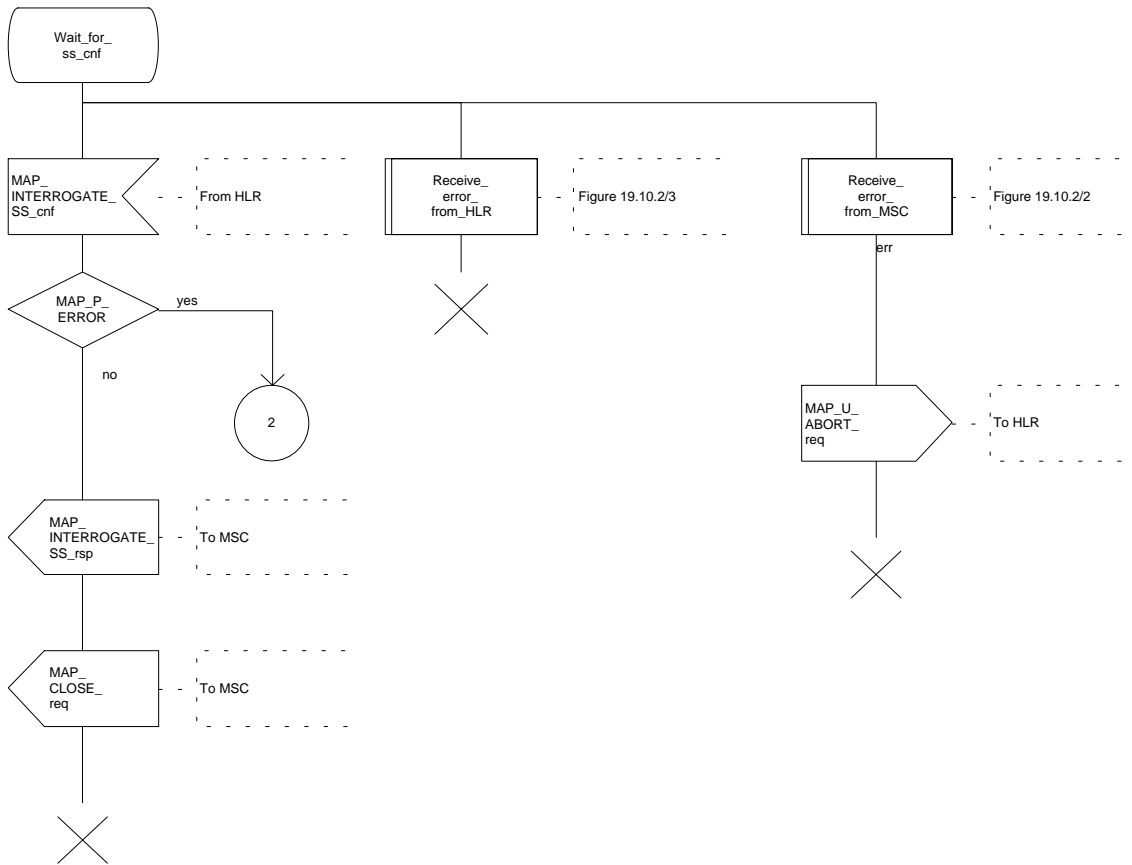 Wait_for_
ss_cnf
MAP_
INTERROGATE_
SS_cnf
From HLR
Receive_
error_
from_HLR
Figure 19.10.2/3
Receive_
error_
from_MSC
Figure 19.10.2/2
err
MAP_P_
ERROR
yes
no
2
MAP_U_
ABORT_
req
To HLR
MAP_
INTERROGATE_
SS_rsp
To MSC
MAP_
CLOSE_
req
To MSC